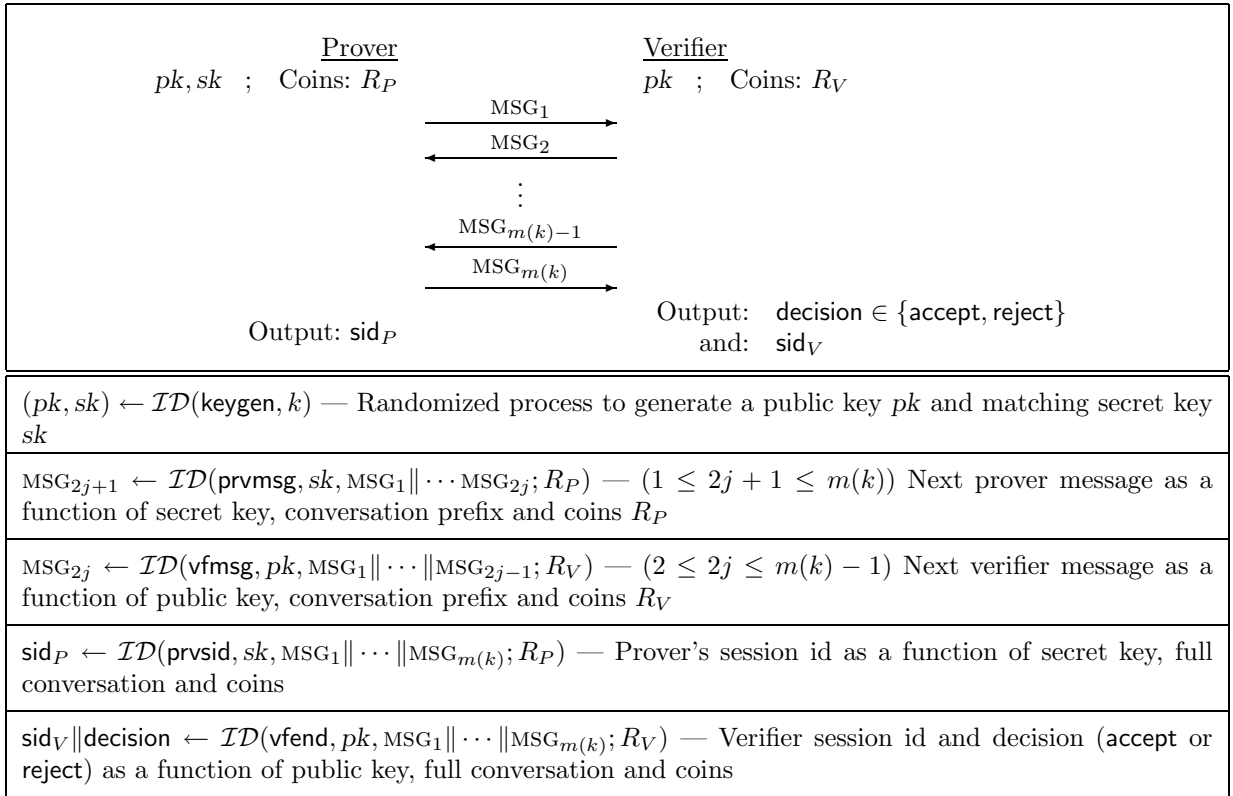 Prover Verifier
pk, sk ; Coins: R_P pk ; Coins: R_V
MSG_1
MSG_2
⋮
MSG_{m(k)−1}
MSG_{m(k)}
Output: sid_P
Output: decision ∈ {accept, reject}
and: sid_V
(pk, sk) ← ID(keygen, k) — Randomized process to generate a public key pk and matching secret key
sk
MSG_{2j+1} ← ID(prvmsg, sk, MSG_1‖ ··· MSG_{2j}; R_P) — (1 ≤ 2j + 1 ≤ m(k)) Next prover message as a
function of secret key, conversation prefix and coins R_P
MSG_{2j} ← ID(vfmsg, pk, MSG_1‖ ··· ‖MSG_{2j−1}; R_V) — (2 ≤ 2j ≤ m(k) − 1) Next verifier message as a
function of public key, conversation prefix and coins R_V
sid_P ← ID(prvsid, sk, MSG_1‖ ··· ‖MSG_{m(k)}; R_P) — Prover's session id as a function of secret key, full
conversation and coins
sid_V‖decision ← ID(vfend, pk, MSG_1‖ ··· ‖MSG_{m(k)}; R_V) — Verifier session id and decision (accept or
reject) as a function of public key, full conversation and coins